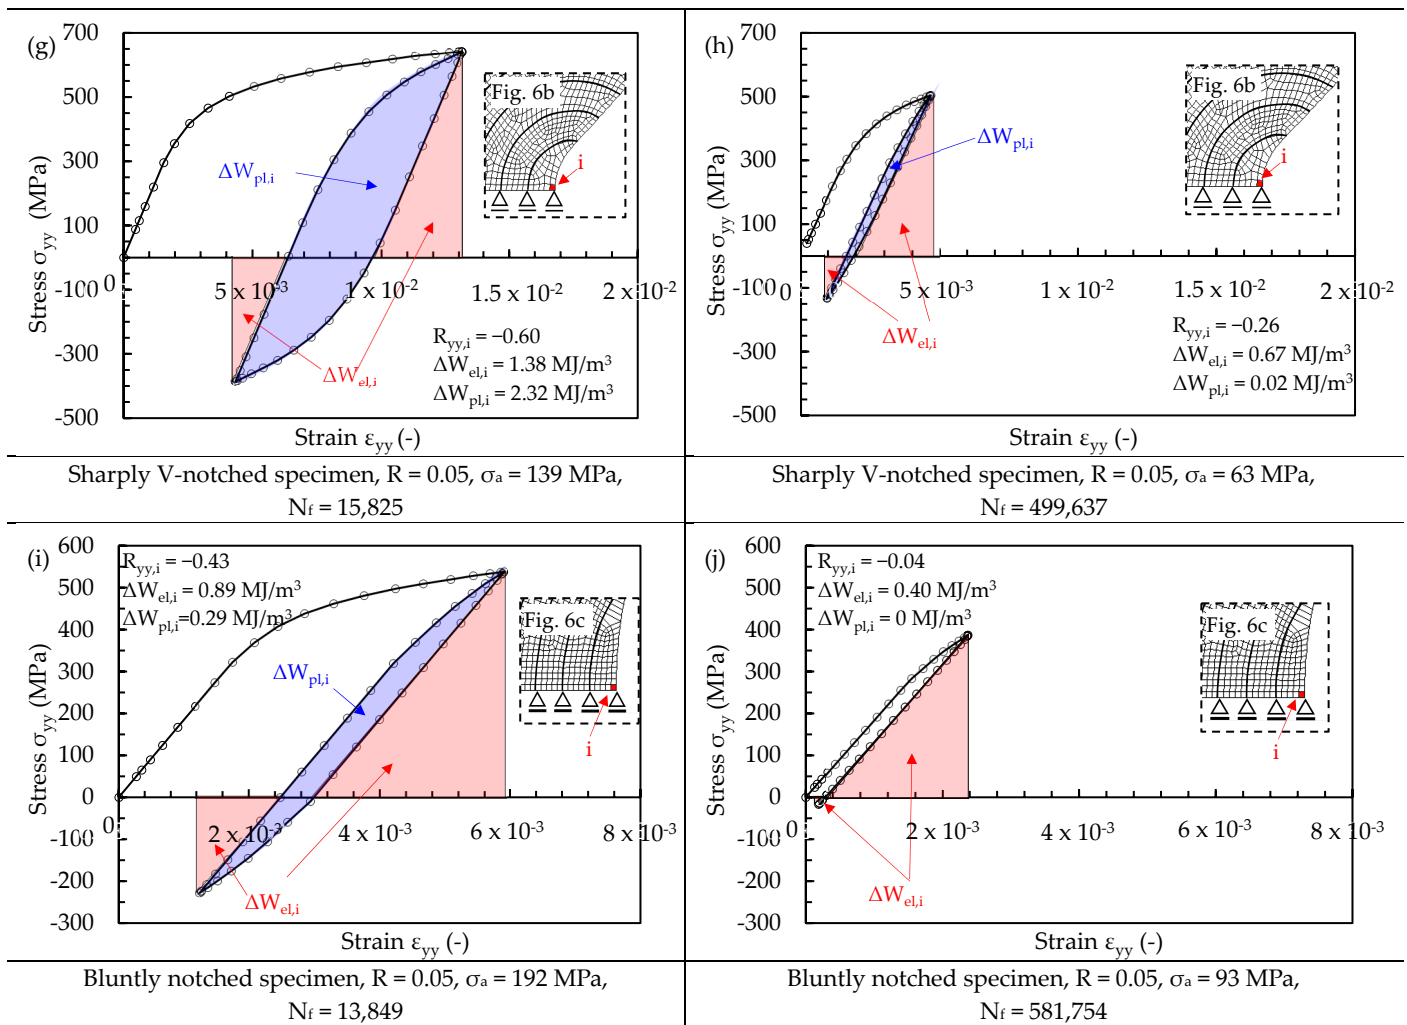 (g)
700
500
300
100
-100
-300
-500
0
5 x 10⁻³
1 x 10⁻²
1.5 x 10⁻²
2 x 10⁻²
Stress σyy (MPa)
Strain εyy (-)
Fig. 6b
i
ΔWpl,i
ΔWel,i
Ryy,i = −0.60
ΔWel,i = 1.38 MJ/m³
ΔWpl,i = 2.32 MJ/m³
Sharply V-notched specimen, R = 0.05, σa = 139 MPa,
Nf = 15,825
(h)
700
500
300
100
-100
-300
-500
0
5 x 10⁻³
1 x 10⁻²
1.5 x 10⁻²
2 x 10⁻²
Stress σyy (MPa)
Strain εyy (-)
Fig. 6b
i
ΔWpl,i
ΔWel,i
Ryy,i = −0.26
ΔWel,i = 0.67 MJ/m³
ΔWpl,i = 0.02 MJ/m³
Sharply V-notched specimen, R = 0.05, σa = 63 MPa,
Nf = 499,637
(i)
600
500
400
300
200
100
0
-100
-200
-300
0
2 x 10⁻³
4 x 10⁻³
6 x 10⁻³
8 x 10⁻³
Stress σyy (MPa)
Strain εyy (-)
Ryy,i = −0.43
ΔWel,i = 0.89 MJ/m³
ΔWpl,i=0.29 MJ/m³
Fig. 6c
i
ΔWpl,i
ΔWel,i
Bluntly notched specimen, R = 0.05, σa = 192 MPa,
Nf = 13,849
(j)
600
500
400
300
200
100
0
-100
-200
-300
0
2 x 10⁻³
4 x 10⁻³
6 x 10⁻³
8 x 10⁻³
Stress σyy (MPa)
Strain εyy (-)
Ryy,i = −0.04
ΔWel,i = 0.40 MJ/m³
ΔWpl,i = 0 MJ/m³
Fig. 6c
i
ΔWel,i
Bluntly notched specimen, R = 0.05, σa = 93 MPa,
Nf = 581,754